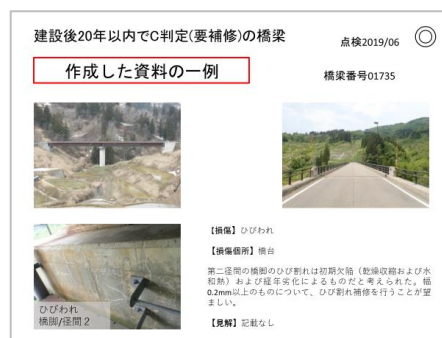 建設後20年以内でC判定(要補修)の橋梁
点検2019/06
◎
作成した資料の一例
橋梁番号01735
【損傷】ひびわれ
【損傷個所】橋台
第二径間の橋脚のひび割れは初期欠陥（乾燥収縮および水
和熱）および経年劣化によるものだと考えられた。幅
0.2mm以上のものについて、ひび割れ補修を行うことが望
ましい。
【見解】記載なし
ひびわれ
橋脚/径間２